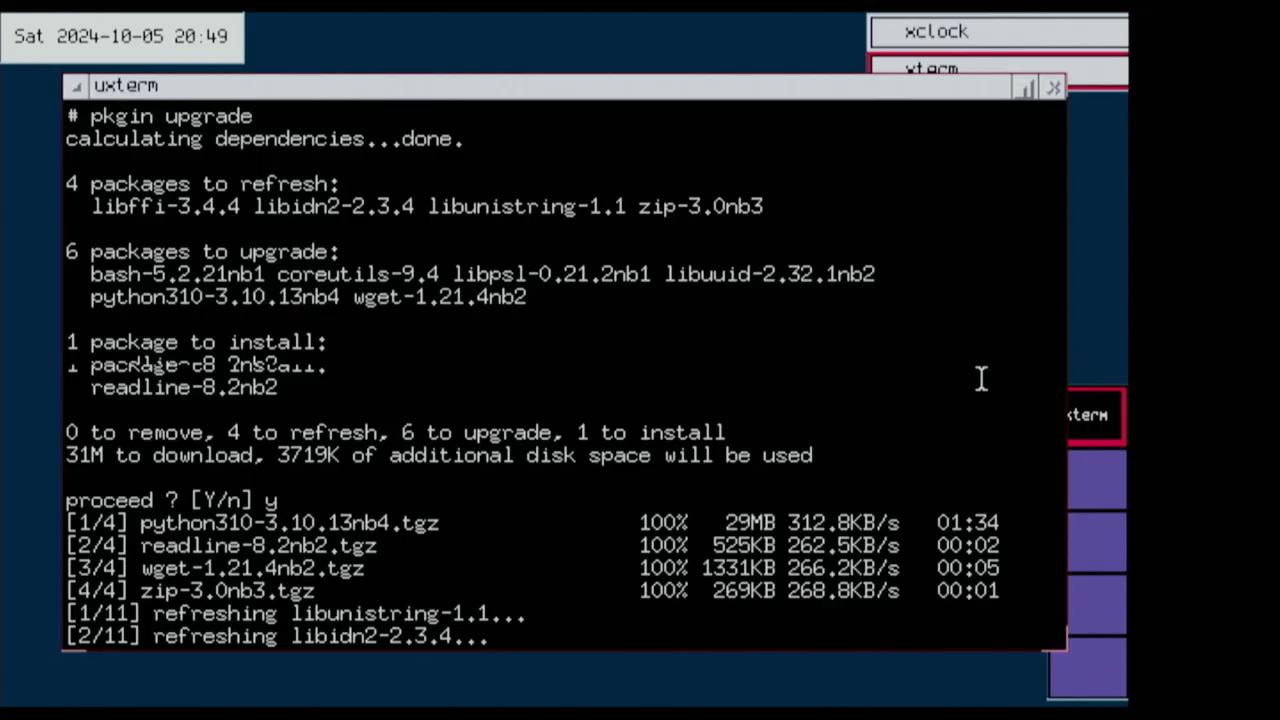 Sat 2024-10-05 20:49
xclock
xterm
uxterm
# pkgin upgrade
calculating dependencies...done.
4 packages to refresh:
libffi-3.4.4 libidn2-2.3.4 libunistring-1.1 zip-3.0nb3
6 packages to upgrade:
bash-5.2.21nb1 coreutils-9.4 libpsl-0.21.2nb1 libuuid-2.32.1nb2
python310-3.10.13nb4 wget-1.21.4nb2
1 package to install:
readline-8.2nb2
xterm
0 to remove, 4 to refresh, 6 to upgrade, 1 to install
31M to download, 3719K of additional disk space will be used
proceed ? [Y/n] y
[1/4] python310-3.10.13nb4.tgz 100% 29MB 312.8KB/s 01:34
[2/4] readline-8.2nb2.tgz 100% 525KB 262.5KB/s 00:02
[3/4] wget-1.21.4nb2.tgz 100% 1331KB 266.2KB/s 00:05
[4/4] zip-3.0nb3.tgz 100% 269KB 268.8KB/s 00:01
[1/11] refreshing libunistring-1.1...
[2/11] refreshing libidn2-2.3.4...